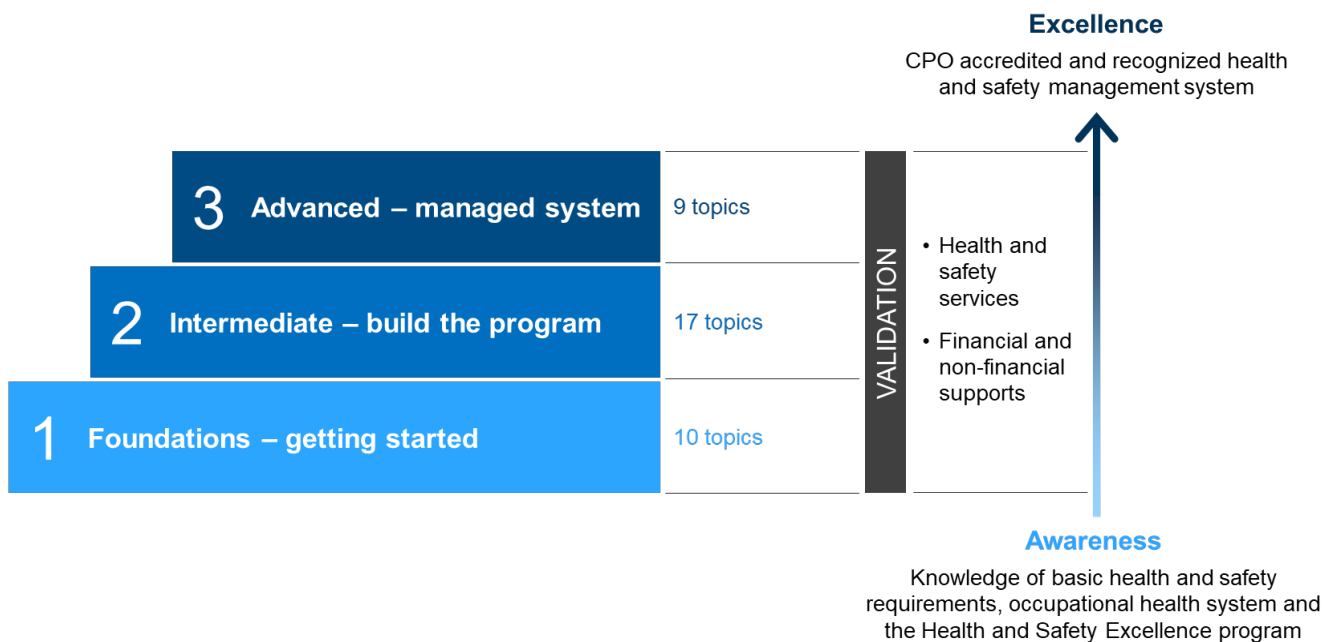 Excellence
CPO accredited and recognized health
and safety management system
3 Advanced – managed system 9 topics
2 Intermediate – build the program 17 topics
1 Foundations – getting started 10 topics
VALIDATION
• Health and
safety
services
• Financial and
non-financial
supports
Awareness
Knowledge of basic health and safety
requirements, occupational health system and
the Health and Safety Excellence program